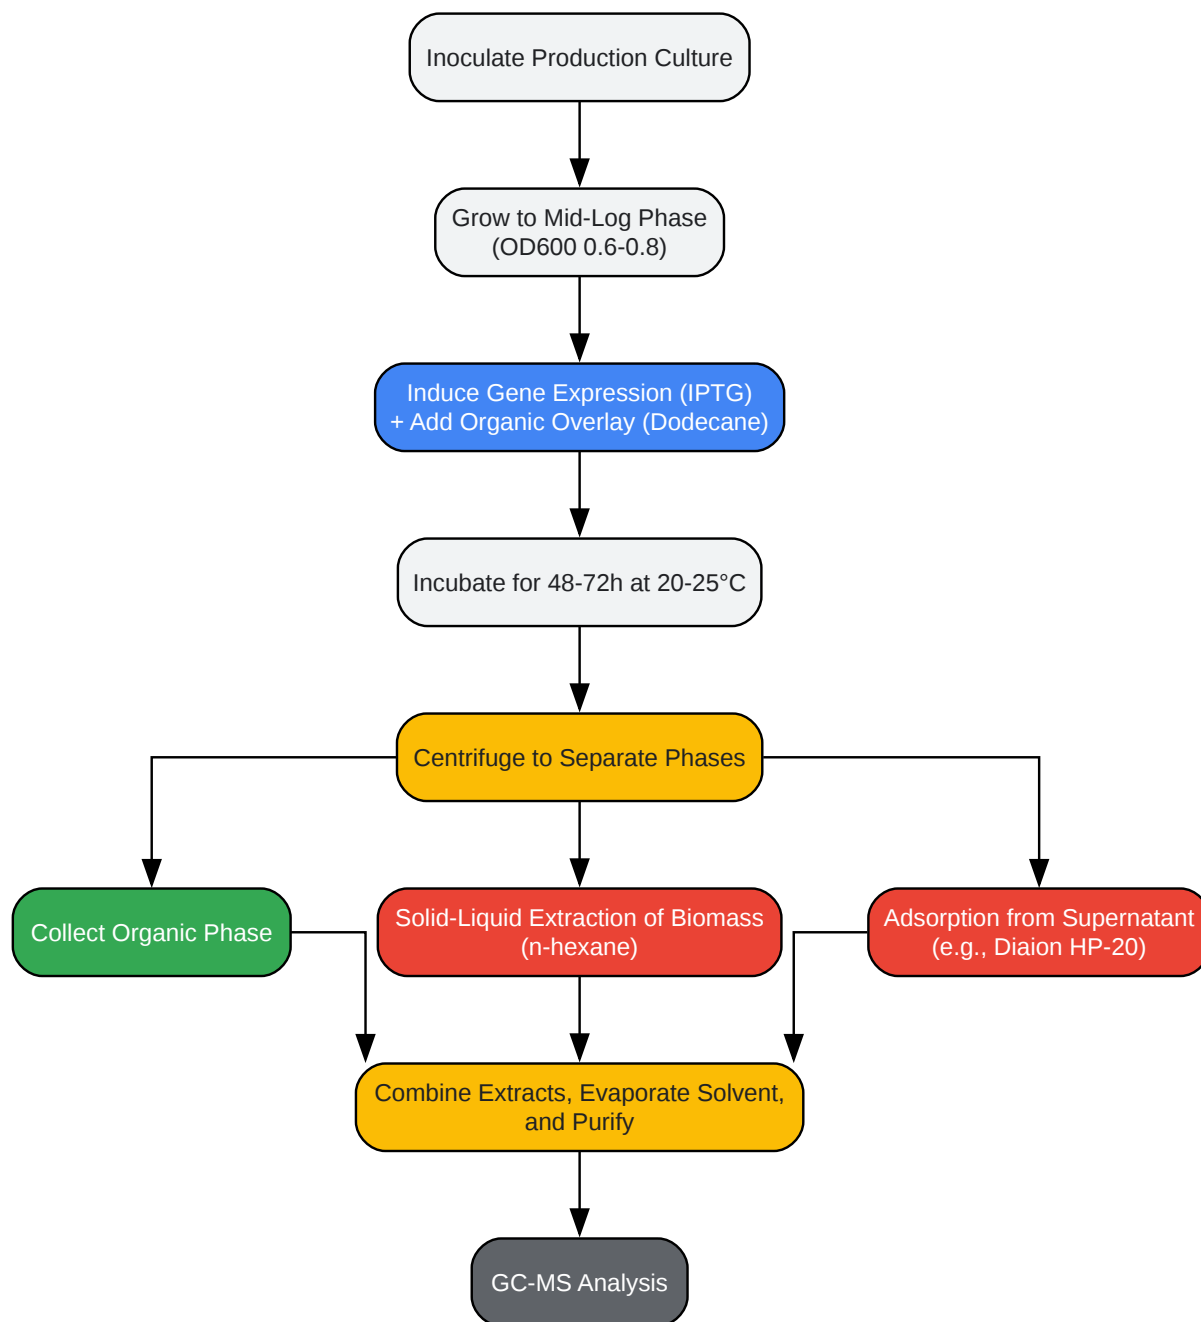 Inoculate Production Culture
Grow to Mid-Log Phase
(OD600 0.6-0.8)
Induce Gene Expression (IPTG)
+ Add Organic Overlay (Dodecane)
Incubate for 48-72h at 20-25°C
Centrifuge to Separate Phases
Collect Organic Phase
Solid-Liquid Extraction of Biomass
(n-hexane)
Adsorption from Supernatant
(e.g., Diaion HP-20)
Combine Extracts, Evaporate Solvent,
and Purify
GC-MS Analysis